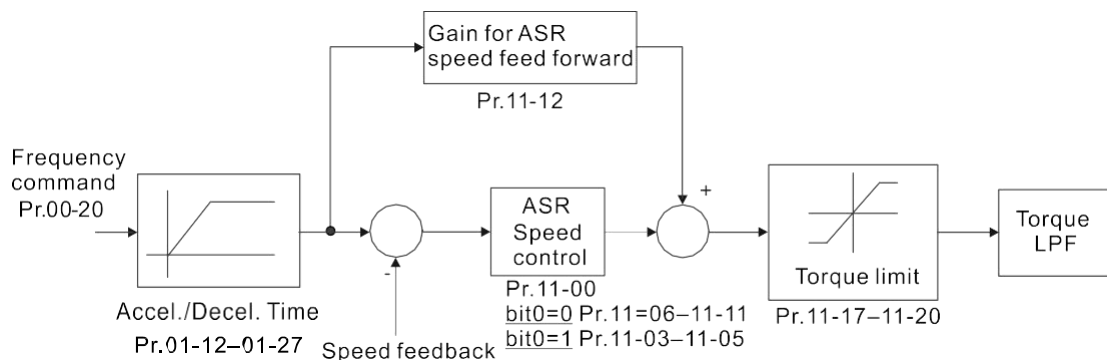 Gain for ASR
speed feed forward
Pr.11-12
Frequency
command
Pr.00-20
Accel./Decel. Time
Pr.01-12–01-27
-
Speed feedback
ASR
Speed
control
Pr.11-00
bit0=0 Pr.11=06–11-11
bit0=1 Pr.11-03–11-05
+
Torque limit
Pr.11-17–11-20
Torque
LPF